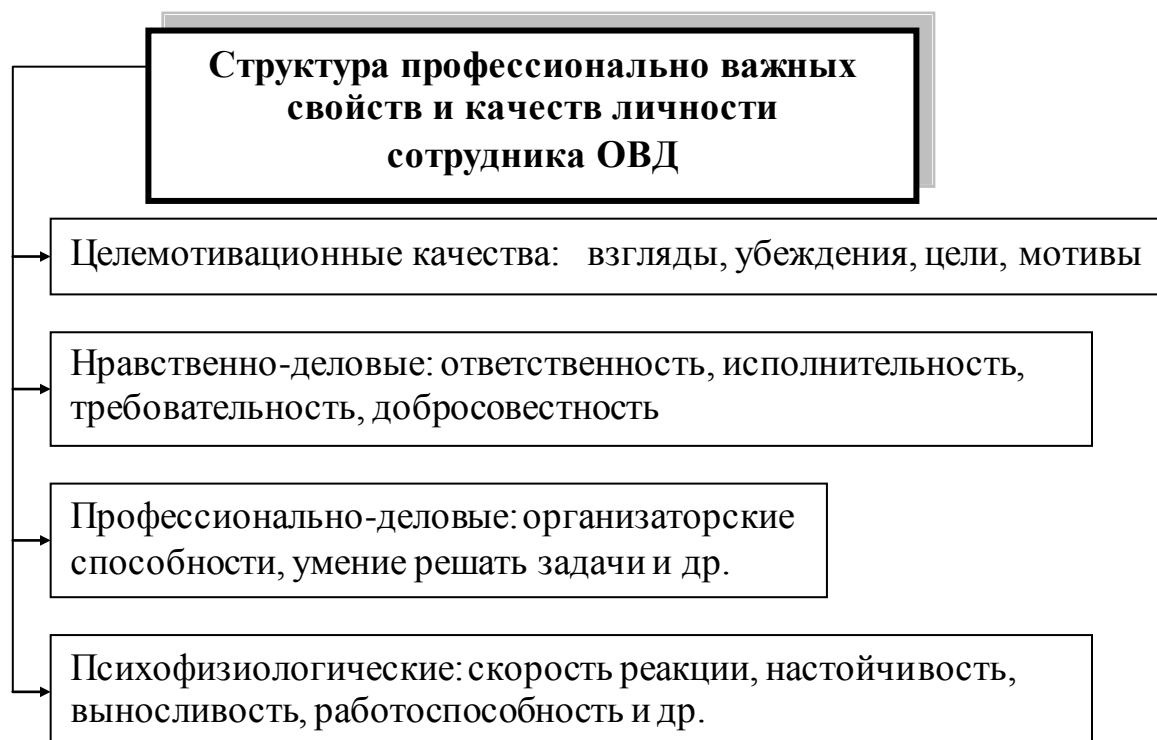 Структура профессионально важных
свойств и качеств личности
сотрудника ОВД
Целемотивационные качества: взгляды, убеждения, цели, мотивы
Нравственно-деловые: ответственность, исполнительность,
требовательность, добросовестность
Профессионально-деловые: организаторские
способности, умение решать задачи и др.
Психофизиологические: скорость реакции, настойчивость,
выносливость, работоспособность и др.